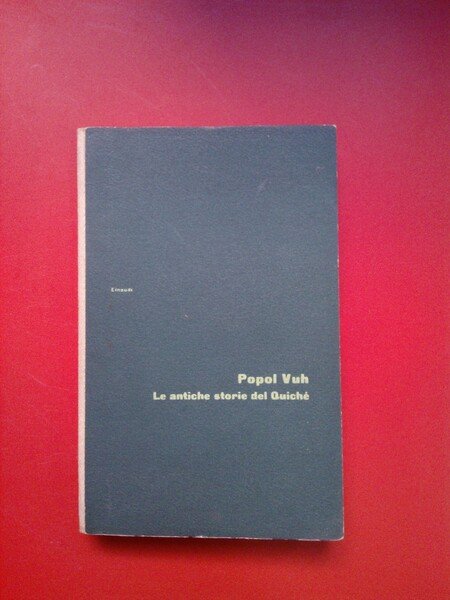 Einaudi
Popol Vuh
Le antiche storie del Quiché